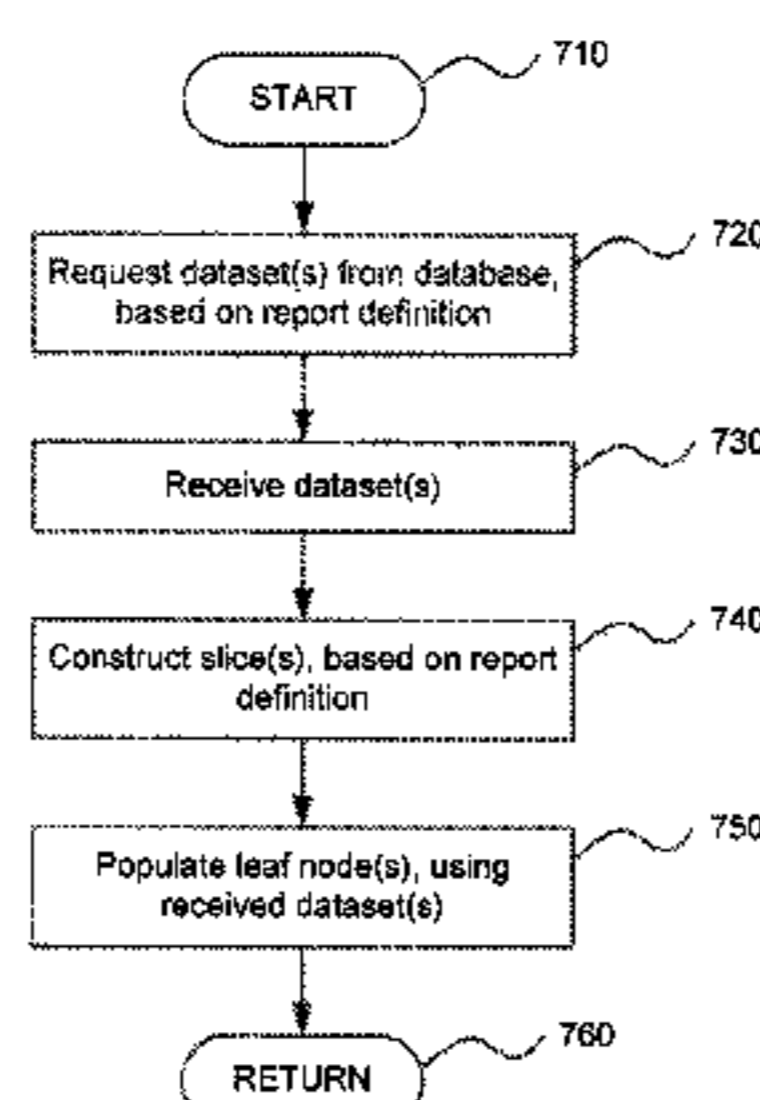 710
START
720
Request dataset(s) from database,
based on report definition
730
Receive dataset(s)
740
Construct slice(s), based on report
definition
750
Populate leaf node(s), using
received dataset(s)
760
RETURN